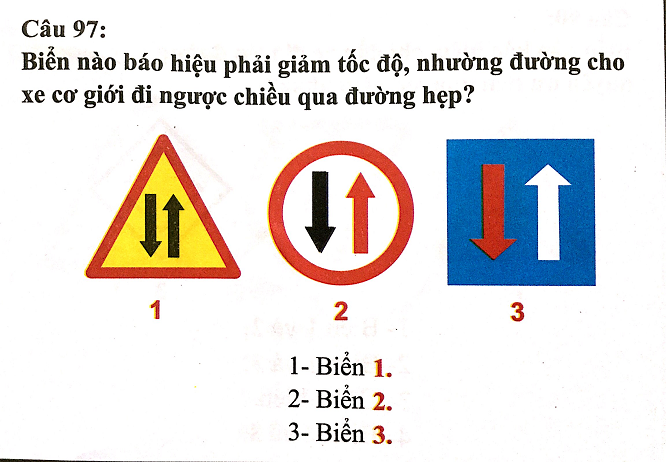 Câu 97:
Biển nào báo hiệu phải giảm tốc độ, nhường đường cho
xe cơ giới đi ngược chiều qua đường hẹp?
1 2 3
1- Biển 1.
2- Biển 2.
3- Biển 3.